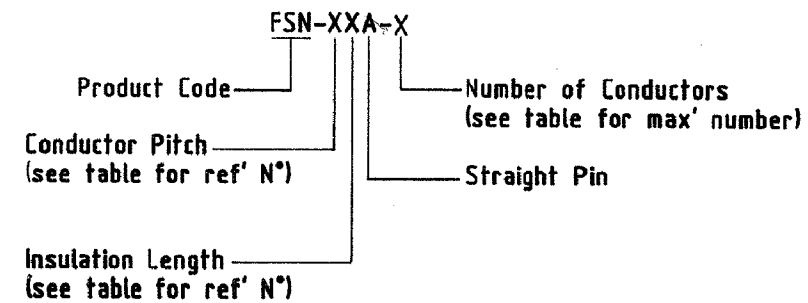 FSN-XXA-X
Product Code
Number of Conductors
(see table for max' number)
Conductor Pitch
(see table for ref' N°)
Straight Pin
Insulation Length
(see table for ref' N°)